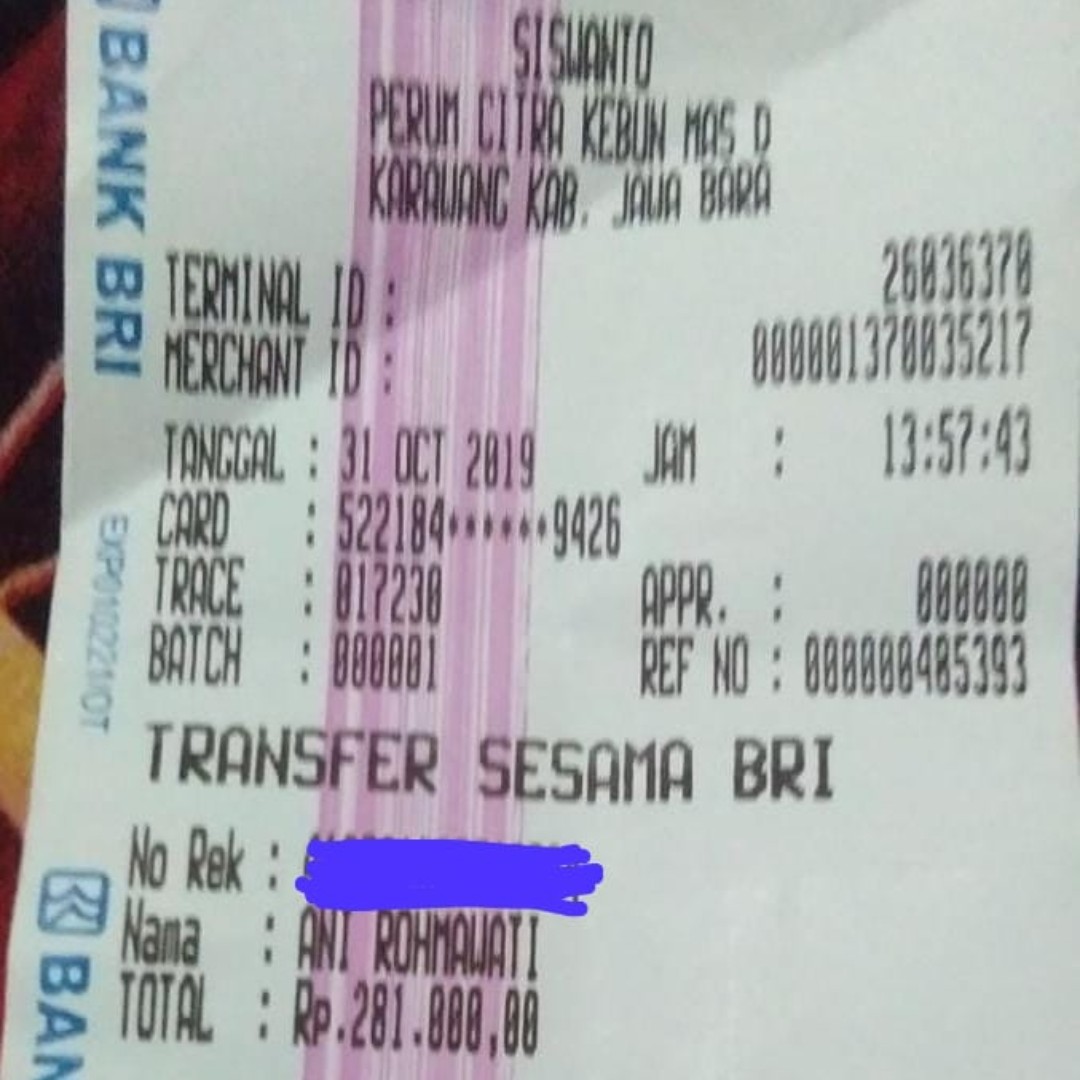 SISWANTO
PERUM CITRA KEBUN MAS D
KARAWANG KAB. JAWA BARA
TERMINAL ID : 26036370
MERCHANT ID : 000001370035217
TANGGAL : 31 OCT 2019 JAM : 13:57:43
CARD : 522184******9426
TRACE : 017230 APPR. : 000000
BATCH : 000001 REF NO : 000000405393
TRANSFER SESAMA BRI
No Rek :
Nama : ANI ROHMAWATI
TOTAL : Rp.281.000,00
BANK BRI
BAN